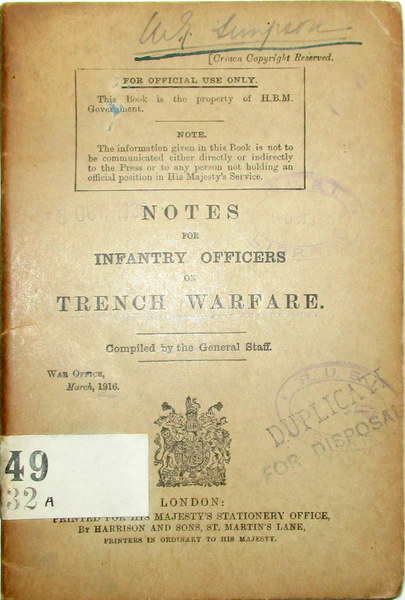 Simpson
[Crown Copyright Reserved.
FOR OFFICIAL USE ONLY.
This Book is the property of H.B.M.
Government.
NOTE.
The information given in this Book is not to
be communicated either directly or indirectly
to the Press or to any person not holding an
official position in His Majesty's Service.
NOTES
FOR
INFANTRY OFFICERS
ON
TRENCH WARFARE.
Compiled by the General Staff.
WAR OFFICE,
March, 1916.
DUPLICATE
FOR DISPOSAL
49
32 A
LONDON:
PRINTED FOR HIS MAJESTY'S STATIONERY OFFICE,
BY HARRISON AND SONS, ST. MARTIN'S LANE,
PRINTERS IN ORDINARY TO HIS MAJESTY.